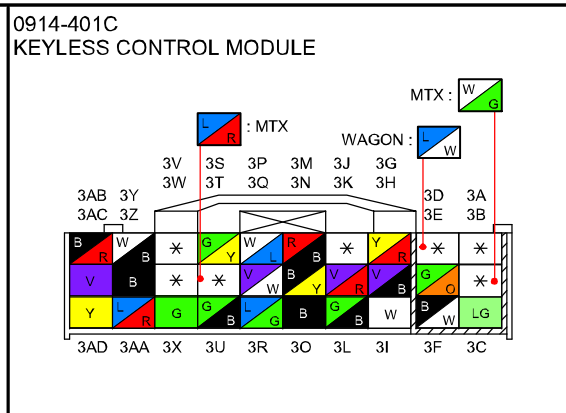 0914-401C
KEYLESS CONTROL MODULE
MTX : W G
L R : MTX
WAGON : L W
3V 3S 3P 3M 3J 3G
3W 3T 3Q 3N 3K 3H
3AB 3Y 3D 3A
3AC 3Z 3E 3B
B R W B * G Y W L R B * Y R * *
V B * * V W B Y V R V B G O *
Y L R G G B L G B G B W B W LG
3AD 3AA 3X 3U 3R 3O 3L 3I 3F 3C